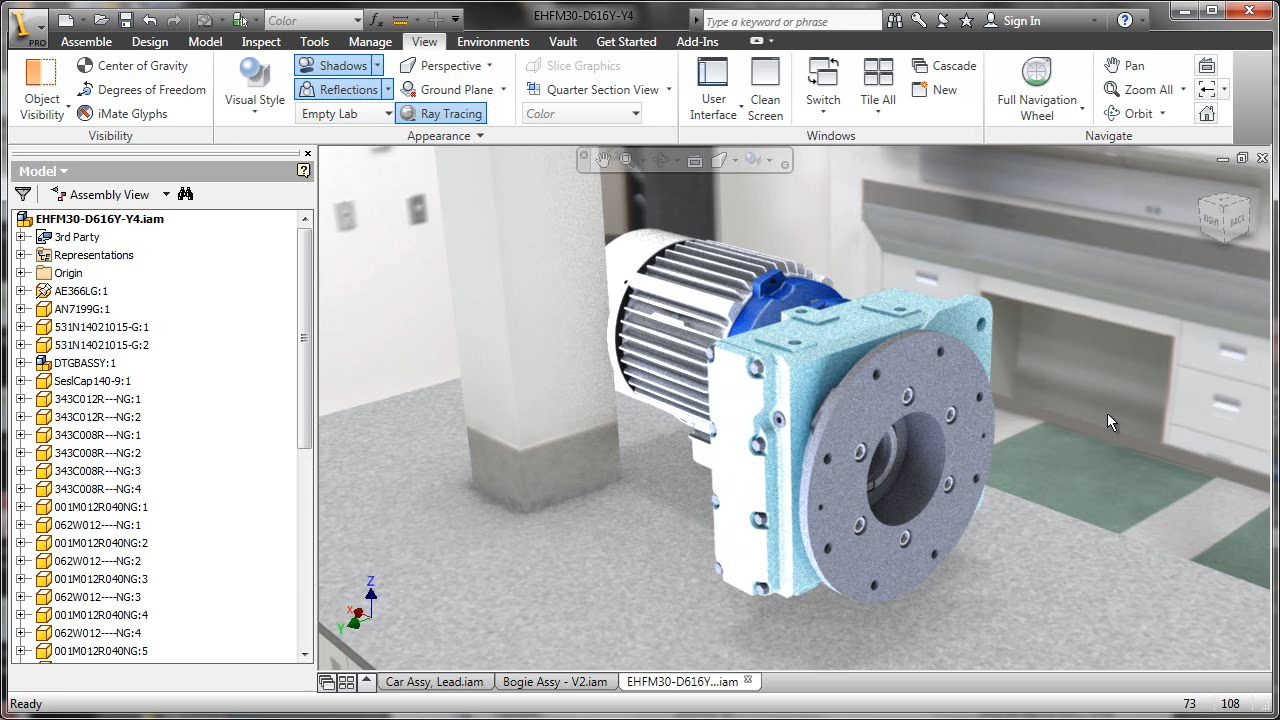 PRO
Color
EHFM30-D616Y-Y4
Type a keyword or phrase
Sign In
Assemble Design Model Inspect Tools Manage View Environments Vault Get Started Add-Ins
Object Visibility
Center of Gravity
Degrees of Freedom
iMate Glyphs
Visibility
Visual Style
Shadows
Reflections
Empty Lab
Perspective
Ground Plane
Ray Tracing
Appearance
Slice Graphics
Quarter Section View
Color
User Interface
Clean Screen
Switch
Tile All
Cascade
New
Windows
Full Navigation Wheel
Pan
Zoom All
Orbit
Navigate
Model
Assembly View
EHFM30-D616Y-Y4.iam
3rd Party
Representations
Origin
AE366LG:1
AN7199G:1
531N14021015-G:1
531N14021015-G:2
DTGBASSY:1
SeslCap140-9:1
343C012R---NG:1
343C012R---NG:2
343C008R---NG:1
343C008R---NG:2
343C008R---NG:3
343C008R---NG:4
001M012R040NG:1
062W012----NG:1
001M012R040NG:2
062W012----NG:2
001M012R040NG:3
062W012----NG:3
001M012R040NG:4
062W012----NG:4
001M012R040NG:5
RIGHT BACK
Z
X
Y
Car Assy, Lead.iam Bogie Assy - V2.iam EHFM30-D616Y...iam
Ready 73 108